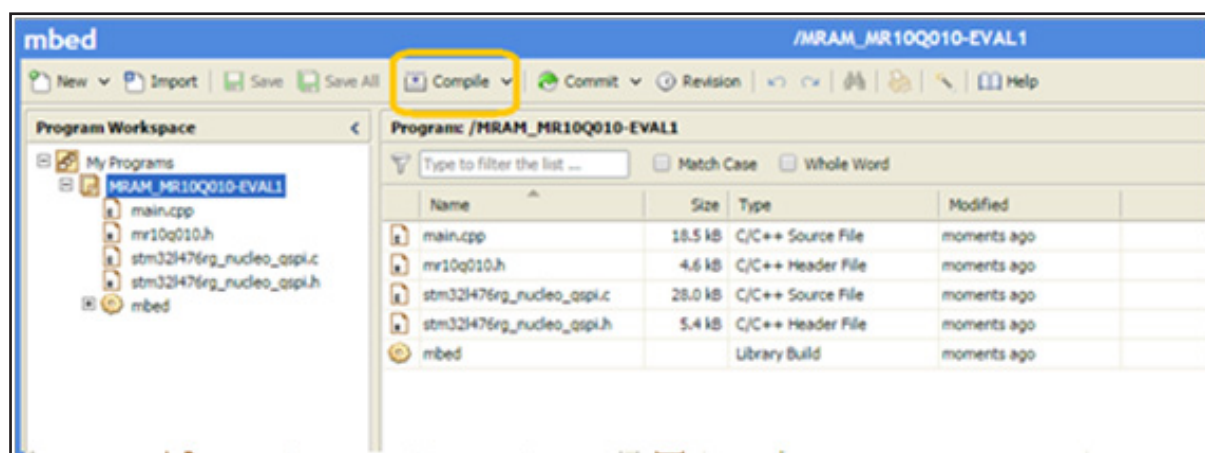 mbed /MRAM_MR10Q010-EVAL1
New Import Save Save All Compile Commit Revision Help
Program Workspace < Program: /MRAM_MR10Q010-EVAL1
My Programs
MRAM_MR10Q010-EVAL1
main.cpp
mr10q010.h
stm32l476rg_nucleo_qspi.c
stm32l476rg_nucleo_qspi.h
mbed
Type to filter the list ... Match Case Whole Word
Name Size Type Modified
main.cpp 18.5 kB C/C++ Source File moments ago
mr10q010.h 4.6 kB C/C++ Header File moments ago
stm32l476rg_nucleo_qspi.c 28.0 kB C/C++ Source File moments ago
stm32l476rg_nucleo_qspi.h 5.4 kB C/C++ Header File moments ago
mbed Library Build moments ago